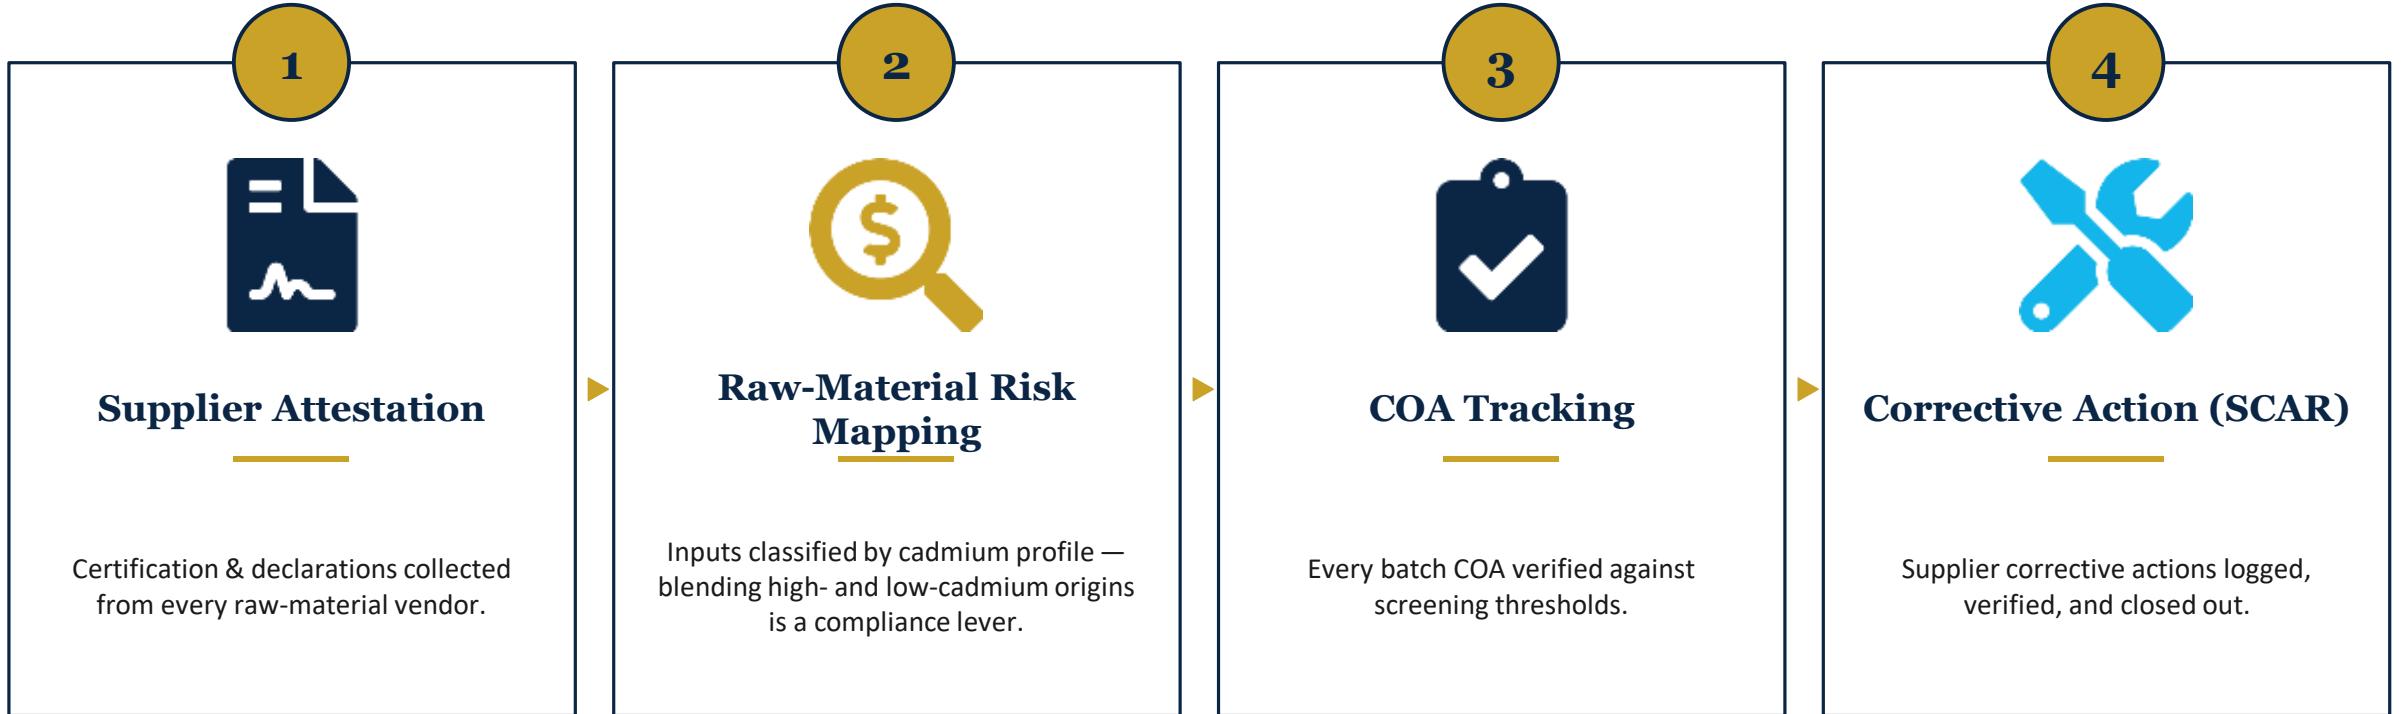 1
Supplier Attestation
Certification & declarations collected
from every raw-material vendor.
2
$
Raw-Material Risk
Mapping
Inputs classified by cadmium profile —
blending high- and low-cadmium origins
is a compliance lever.
3
COA Tracking
Every batch COA verified against
screening thresholds.
4
Corrective Action (SCAR)
Supplier corrective actions logged,
verified, and closed out.